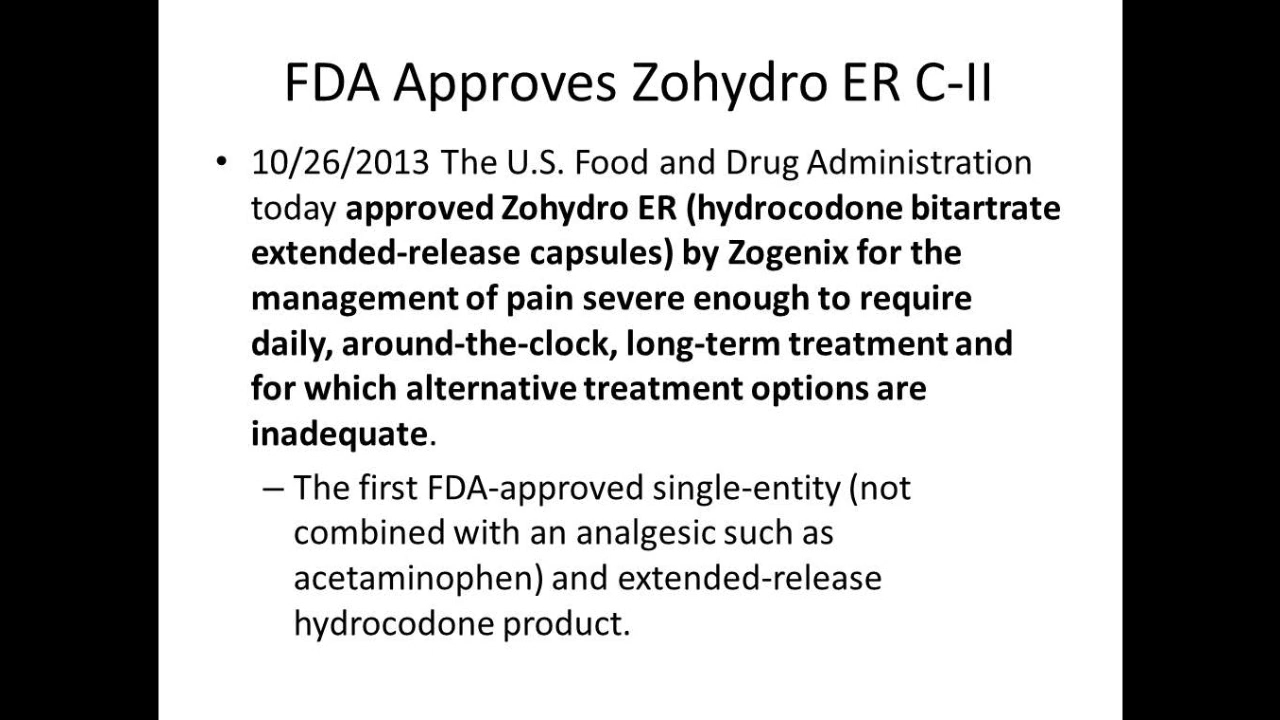 FDA Approves Zohydro ER C-II
• 10/26/2013 The U.S. Food and Drug Administration
today approved Zohydro ER (hydrocodone bitartrate
extended-release capsules) by Zogenix for the
management of pain severe enough to require
daily, around-the-clock, long-term treatment and
for which alternative treatment options are
inadequate.
– The first FDA-approved single-entity (not
combined with an analgesic such as
acetaminophen) and extended-release
hydrocodone product.